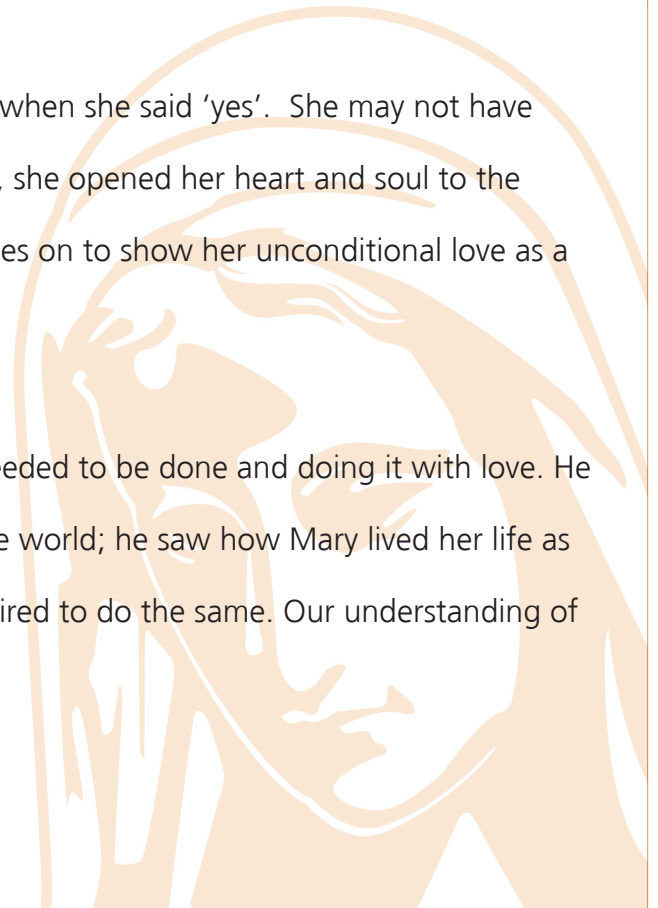 when she said ‘yes’.  She may not have
, she opened her heart and soul to the
es on to show her unconditional love as a
eeded to be done and doing it with love. He
e world; he saw how Mary lived her life as
ired to do the same. Our understanding of